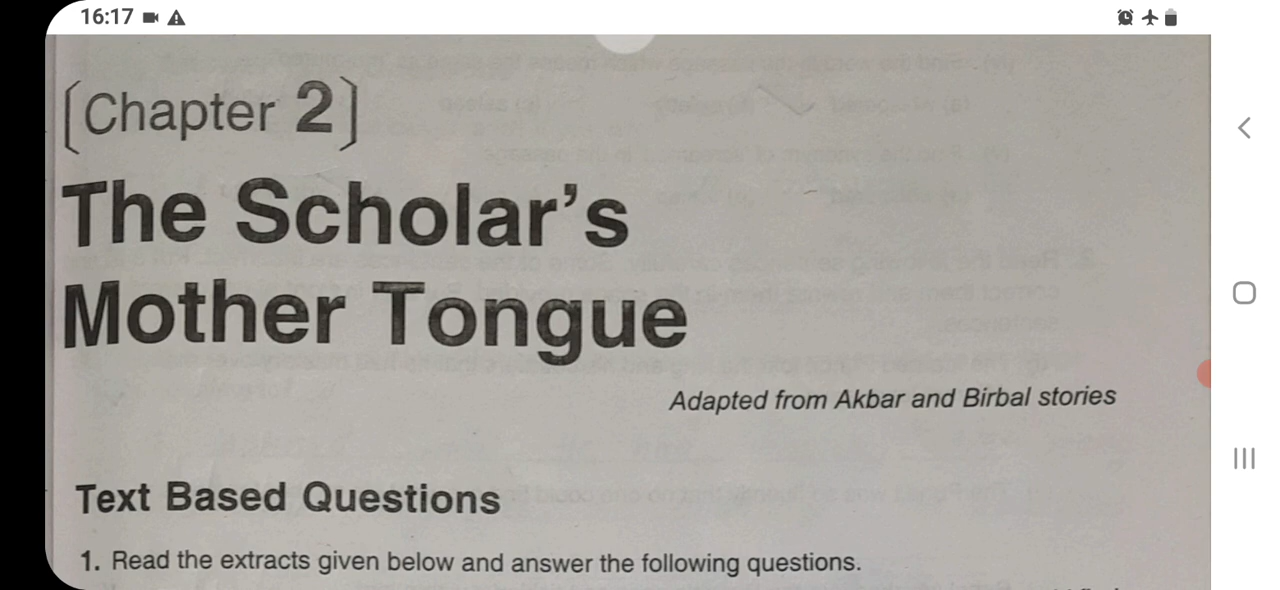 16:17
[Chapter 2]
The Scholar's
Mother Tongue
Adapted from Akbar and Birbal stories
Text Based Questions
1. Read the extracts given below and answer the following questions.